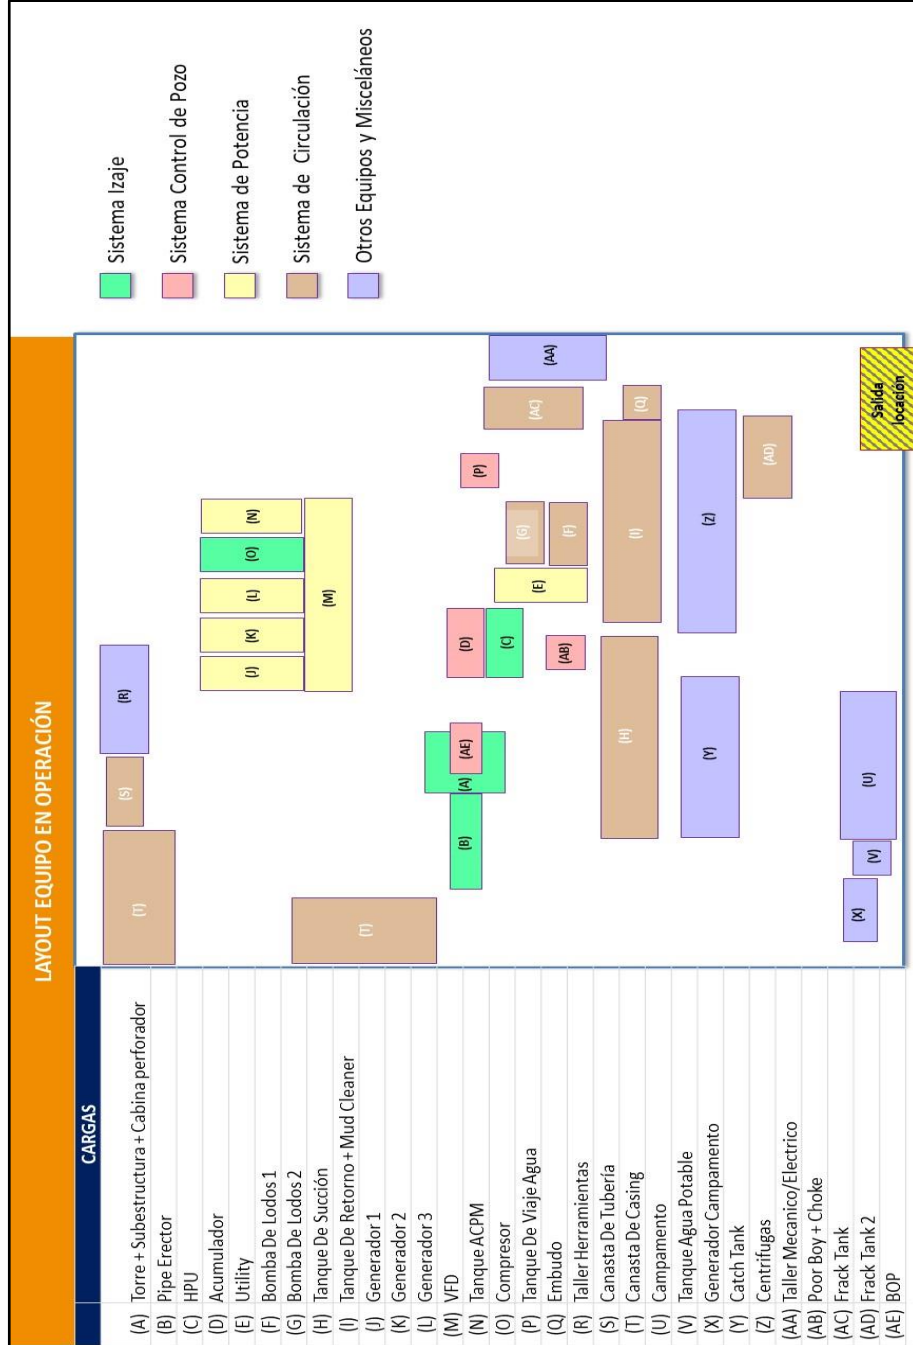 LAYOUT EQUIPO EN OPERACIÓN
CARGAS
(A) Torre + Subestructura + Cabina perforador
(B) Pipe Erector
(C) HPU
(D) Acumulador
(E) Utility
(F) Bomba De Lodos 1
(G) Bomba De Lodos 2
(H) Tanque De Succión
(I) Tanque De Retorno + Mud Cleaner
(J) Generador 1
(K) Generador 2
(L) Generador 3
(M) VFD
(N) Tanque ACPM
(O) Compresor
(P) Tanque De Viaje Agua
(Q) Embudo
(R) Taller Herramientas
(S) Canasta De Tubería
(T) Canasta De Casing
(U) Campamento
(V) Tanque Agua Potable
(X) Generador Campamento
(Y) Catch Tank
(Z) Centrifugas
(AA) Taller Mecanico/Electrico
(AB) Poor Boy + Choke
(AC) Frack Tank
(AD) Frack Tank 2
(AE) BOP
(T)
(S)
(R)
(J)
(K)
(L)
(O)
(N)
(M)
(T)
(B)
(A)
(AE)
(D)
(C)
(AB)
(E)
(G)
(F)
(P)
(AC)
(AA)
(H)
(I)
(Q)
(Y)
(Z)
(AD)
(X)
(V)
(U)
Salida
locación
Sistema Izaje
Sistema Control de Pozo
Sistema de Potencia
Sistema de Circulación
Otros Equipos y Misceláneos